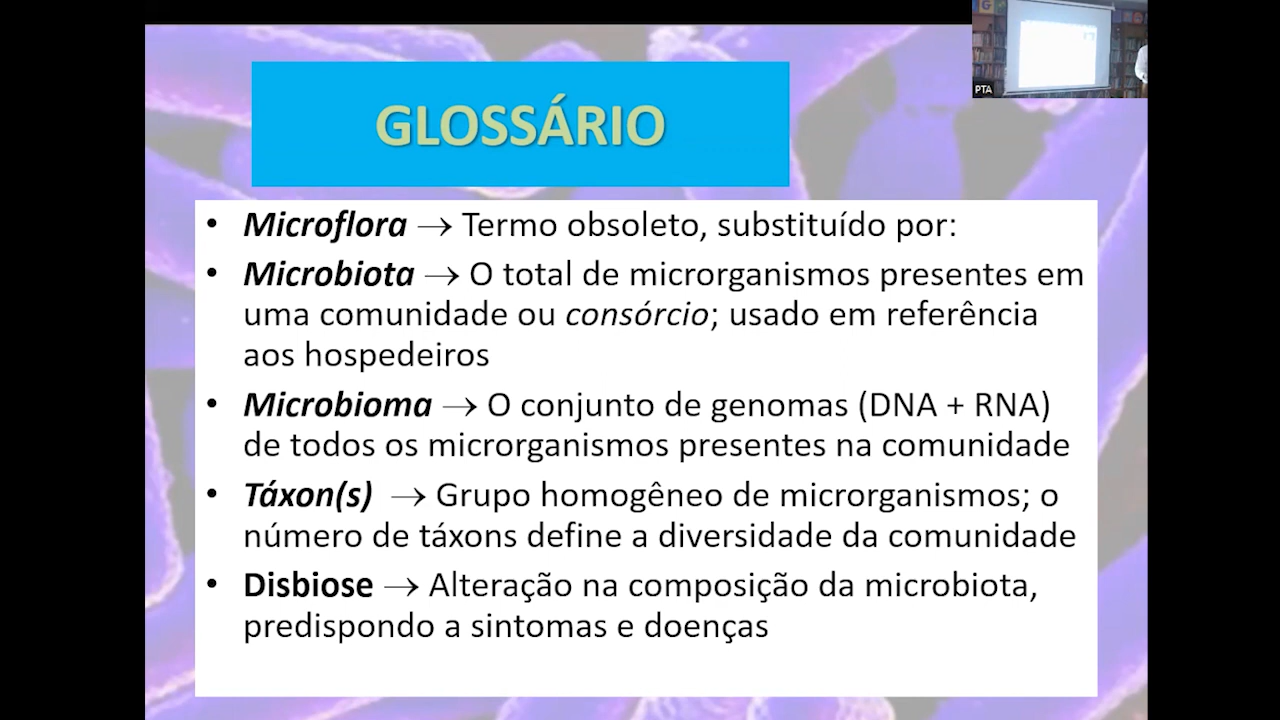 GLOSSÁRIO
• Microflora → Termo obsoleto, substituído por:
• Microbiota → O total de microrganismos presentes em
uma comunidade ou consórcio; usado em referência
aos hospedeiros
• Microbioma → O conjunto de genomas (DNA + RNA)
de todos os microrganismos presentes na comunidade
• Táxon(s) → Grupo homogêneo de microrganismos; o
número de táxons define a diversidade da comunidade
• Disbiose → Alteração na composição da microbiota,
predispondo a sintomas e doenças
PTA